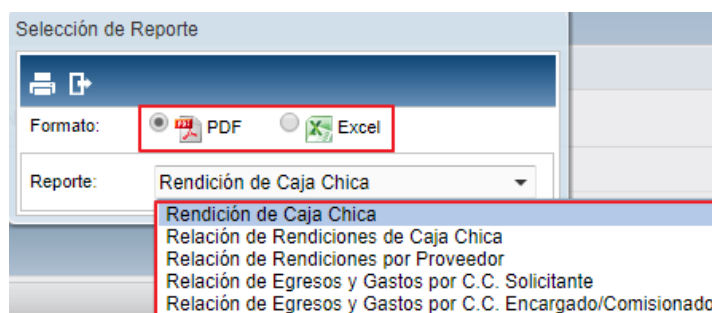 Selección de Reporte
Formato: PDF Excel
Reporte: Rendición de Caja Chica
Rendición de Caja Chica
Relación de Rendiciones de Caja Chica
Relación de Rendiciones por Proveedor
Relación de Egresos y Gastos por C.C. Solicitante
Relación de Egresos y Gastos por C.C. Encargado/Comisionado